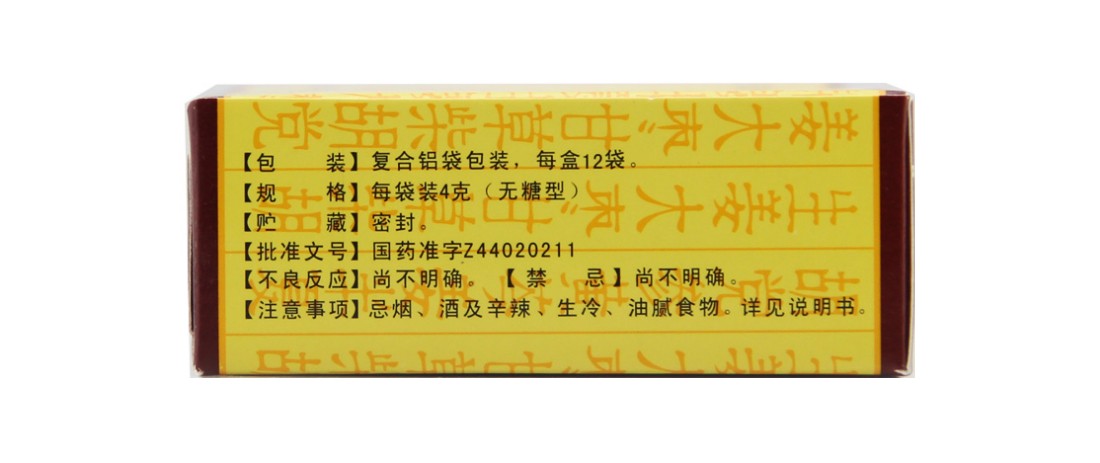 【包　　装】复合铝袋包装，每盒12袋。
【规　　格】每袋装4克（无糖型）
【贮　　藏】密封。
【批准文号】国药准字Z44020211
【不良反应】尚不明确。【禁　　忌】尚不明确。
【注意事项】忌烟、酒及辛辣、生冷、油腻食物。详见说明书。